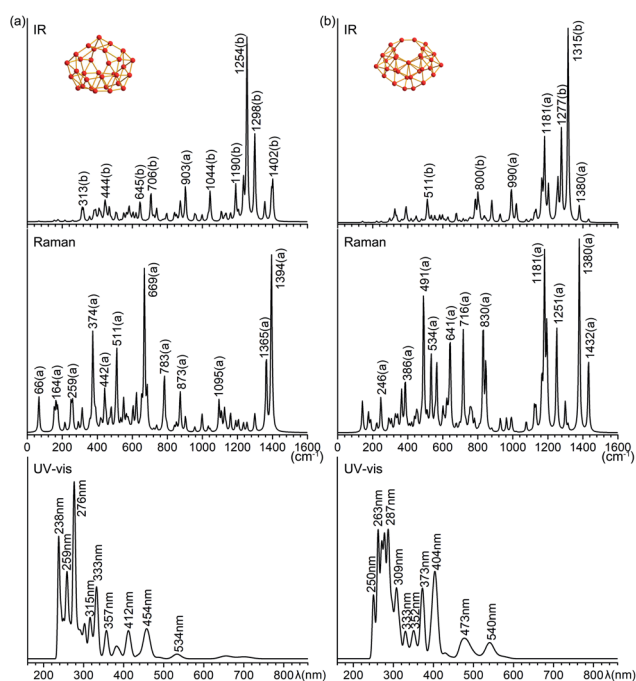 (a)
IR
313(b)
444(b)
645(b)
706(b)
903(a)
1044(b)
1190(b)
1254(b)
1298(b)
1402(b)
Raman
66(a)
164(a)
259(a)
374(a)
442(a)
511(a)
669(a)
783(a)
873(a)
1095(a)
1365(a)
1394(a)
0 200 400 600 800 1000 1200 1400 1600
(cm⁻¹)
UV-vis
238nm
259nm
276nm
315nm
333nm
357nm
412nm
454nm
534nm
200 300 400 500 600 700 800 λ(nm)
(b)
IR
511(b)
800(b)
990(a)
1181(a)
1277(b)
1315(b)
1380(a)
Raman
246(a)
386(a)
491(a)
534(a)
641(a)
716(a)
830(a)
1181(a)
1251(a)
1380(a)
1432(a)
0 200 400 600 800 1000 1200 1400 1600
(cm⁻¹)
UV-vis
250nm
263nm
287nm
309nm
333nm
352nm
373nm
404nm
473nm
540nm
200 300 400 500 600 700 800 λ(nm)